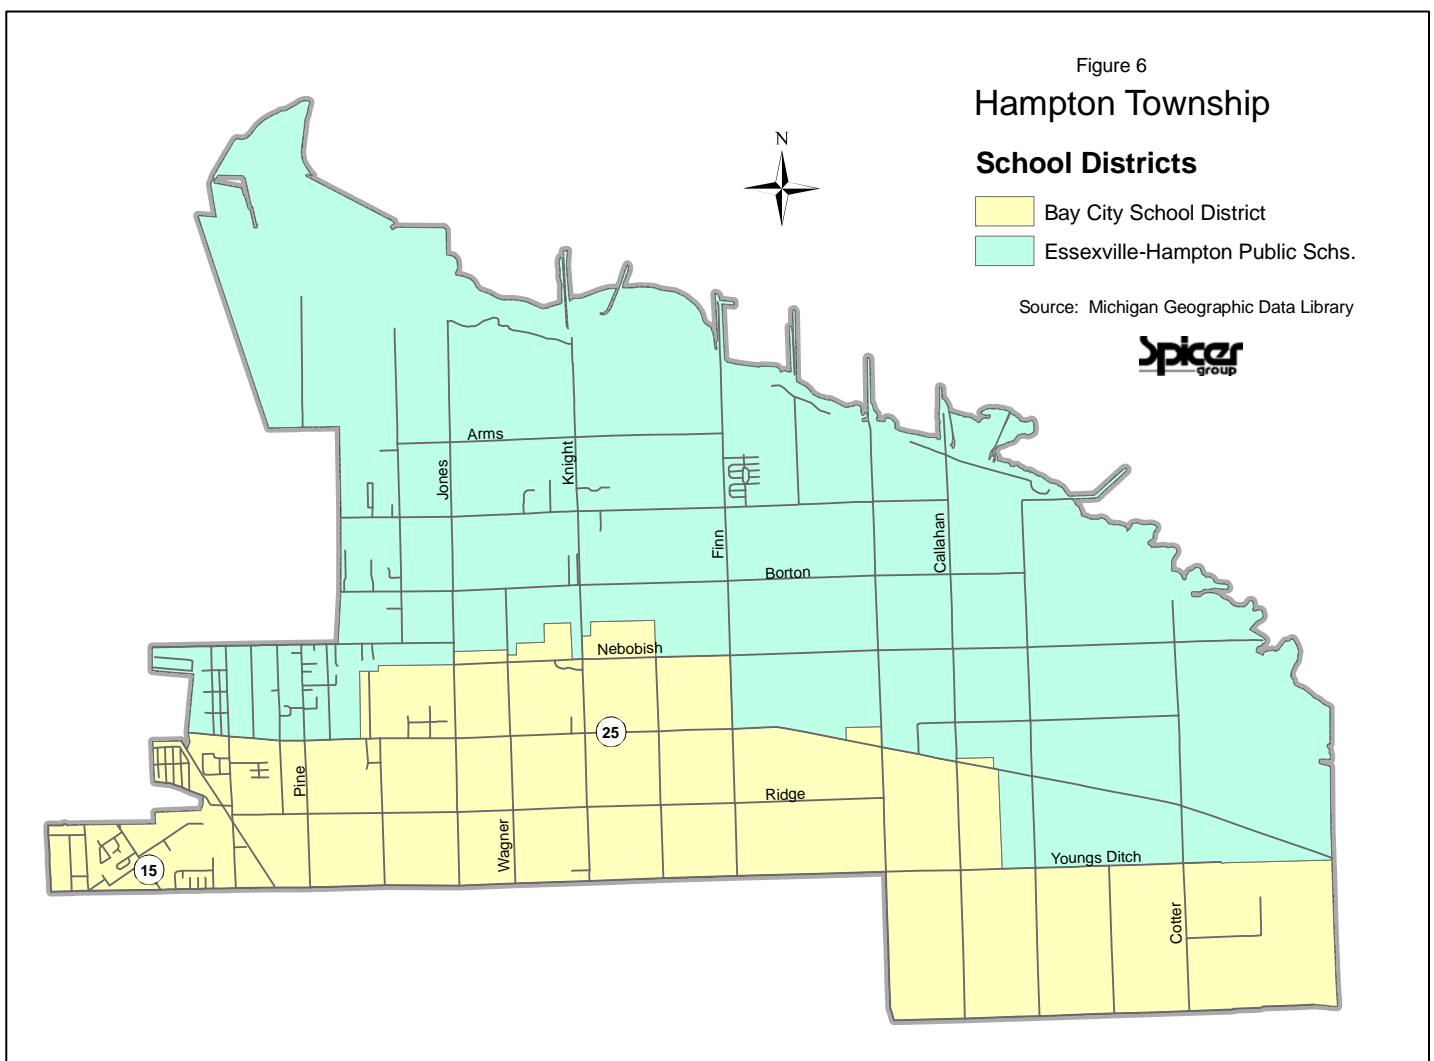 Figure 6
Hampton Township
N
School Districts
Bay City School District
Essexville-Hampton Public Schs.
Source: Michigan Geographic Data Library
Spicer
group
Arms
Knight
Jones
Finn
Callahan
Borton
Nebobish
25
Pine
Ridge
Wagner
Youngs Ditch
15
Cotter